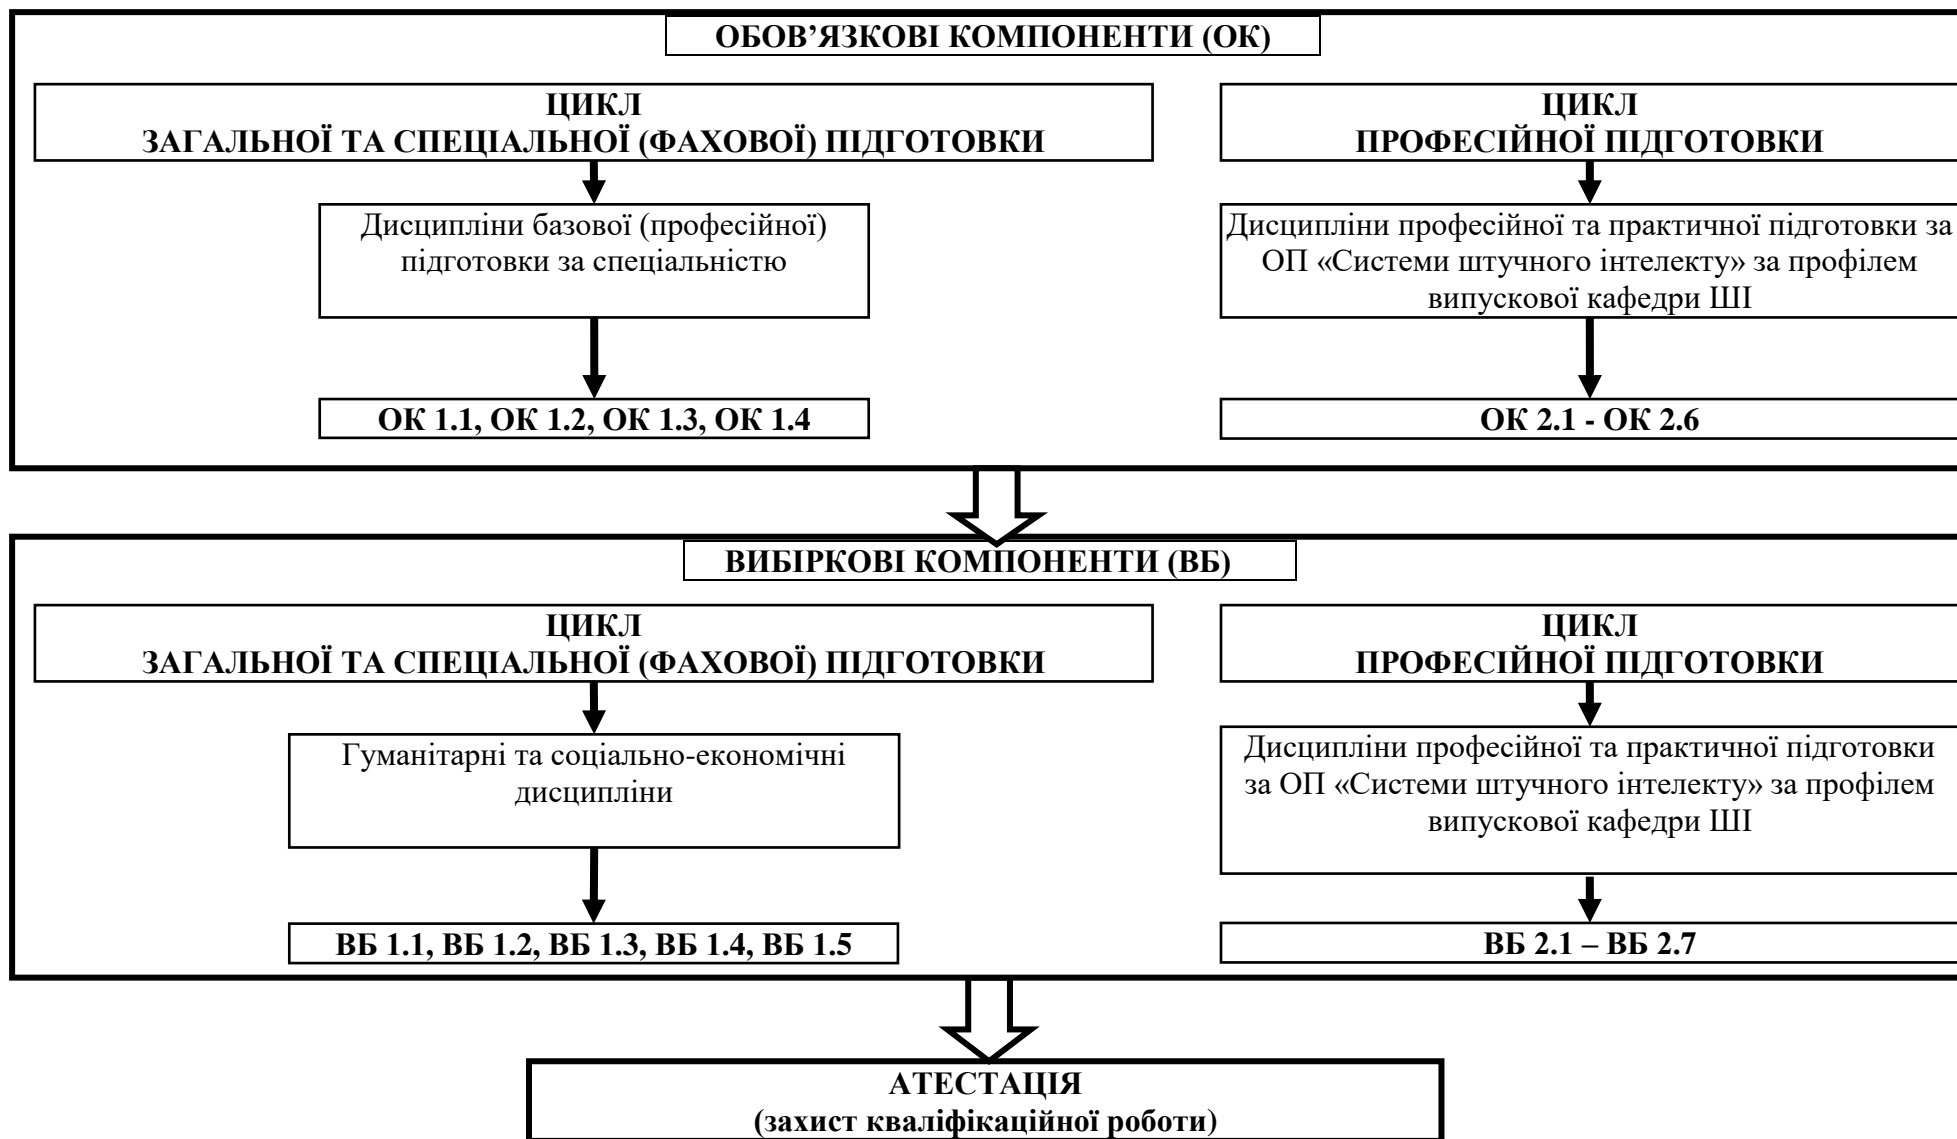 ОБОВ’ЯЗКОВІ КОМПОНЕНТИ (ОК)
ЦИКЛ
ЗАГАЛЬНОЇ ТА СПЕЦІАЛЬНОЇ (ФАХОВОЇ) ПІДГОТОВКИ
ЦИКЛ
ПРОФЕСІЙНОЇ ПІДГОТОВКИ
Дисципліни базової (професійної)
підготовки за спеціальністю
Дисципліни професійної та практичної підготовки за
ОП «Системи штучного інтелекту» за профілем
випускової кафедри ШІ
ОК 1.1, ОК 1.2, ОК 1.3, ОК 1.4
ОК 2.1 - ОК 2.6
ВИБІРКОВІ КОМПОНЕНТИ (ВБ)
ЦИКЛ
ЗАГАЛЬНОЇ ТА СПЕЦІАЛЬНОЇ (ФАХОВОЇ) ПІДГОТОВКИ
ЦИКЛ
ПРОФЕСІЙНОЇ ПІДГОТОВКИ
Гуманітарні та соціально-економічні
дисципліни
Дисципліни професійної та практичної підготовки
за ОП «Системи штучного інтелекту» за профілем
випускової кафедри ШІ
ВБ 1.1, ВБ 1.2, ВБ 1.3, ВБ 1.4, ВБ 1.5
ВБ 2.1 – ВБ 2.7
АТЕСТАЦІЯ
(захист кваліфікаційної роботи)